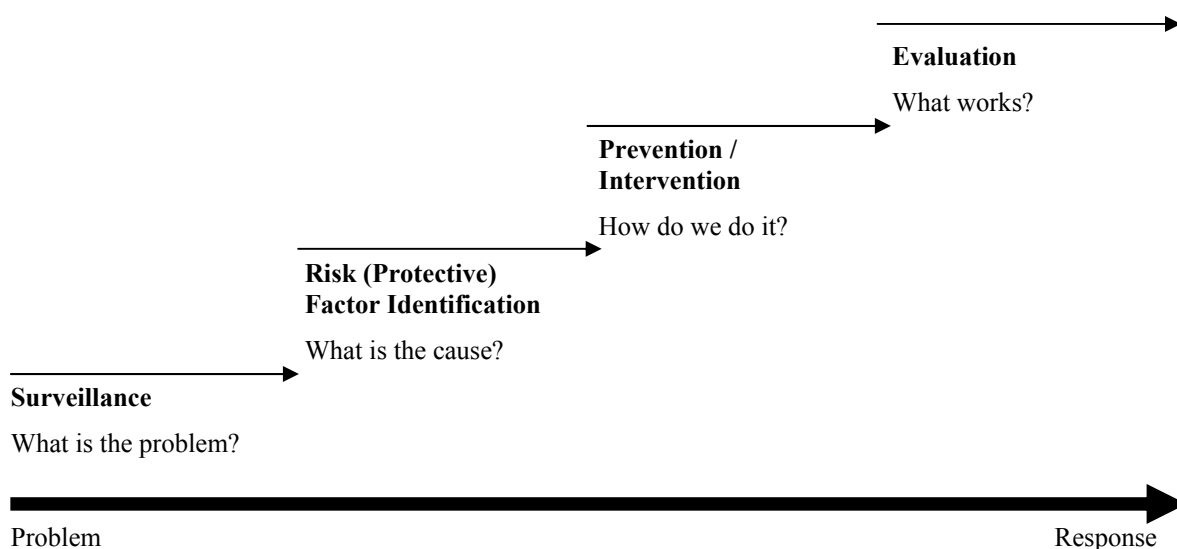 Evaluation
What works?
Prevention /
Intervention
How do we do it?
Risk (Protective)
Factor Identification
What is the cause?
Surveillance
What is the problem?
Problem
Response